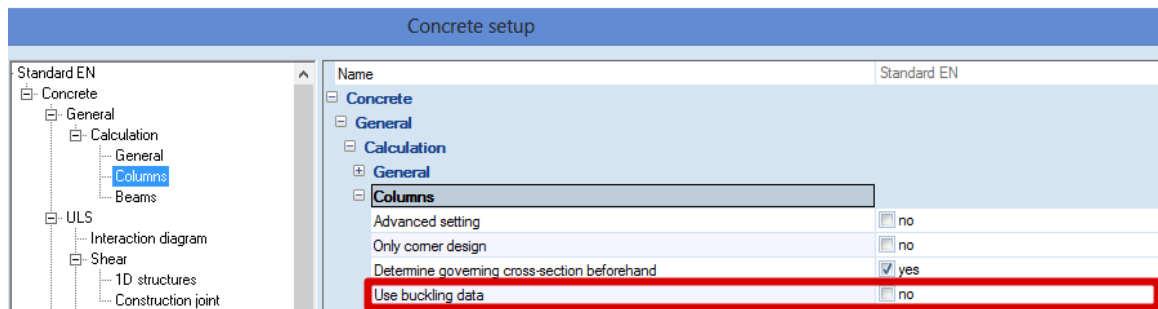 Concrete setup
Standard EN
Concrete
General
Calculation
General
Columns
Beams
ULS
Interaction diagram
Shear
1D structures
Construction joint
Name Standard EN
Concrete
General
Calculation
General
Columns
Advanced setting no
Only corner design no
Determine governing cross-section beforehand yes
Use buckling data no